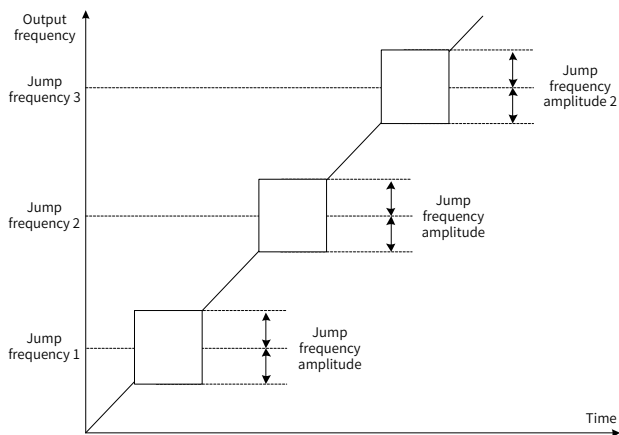 Output
frequency
Jump
frequency 3
Jump
frequency
amplitude 2
Jump
frequency 2
Jump
frequency
amplitude
Jump
frequency 1
Jump
frequency
amplitude
Time